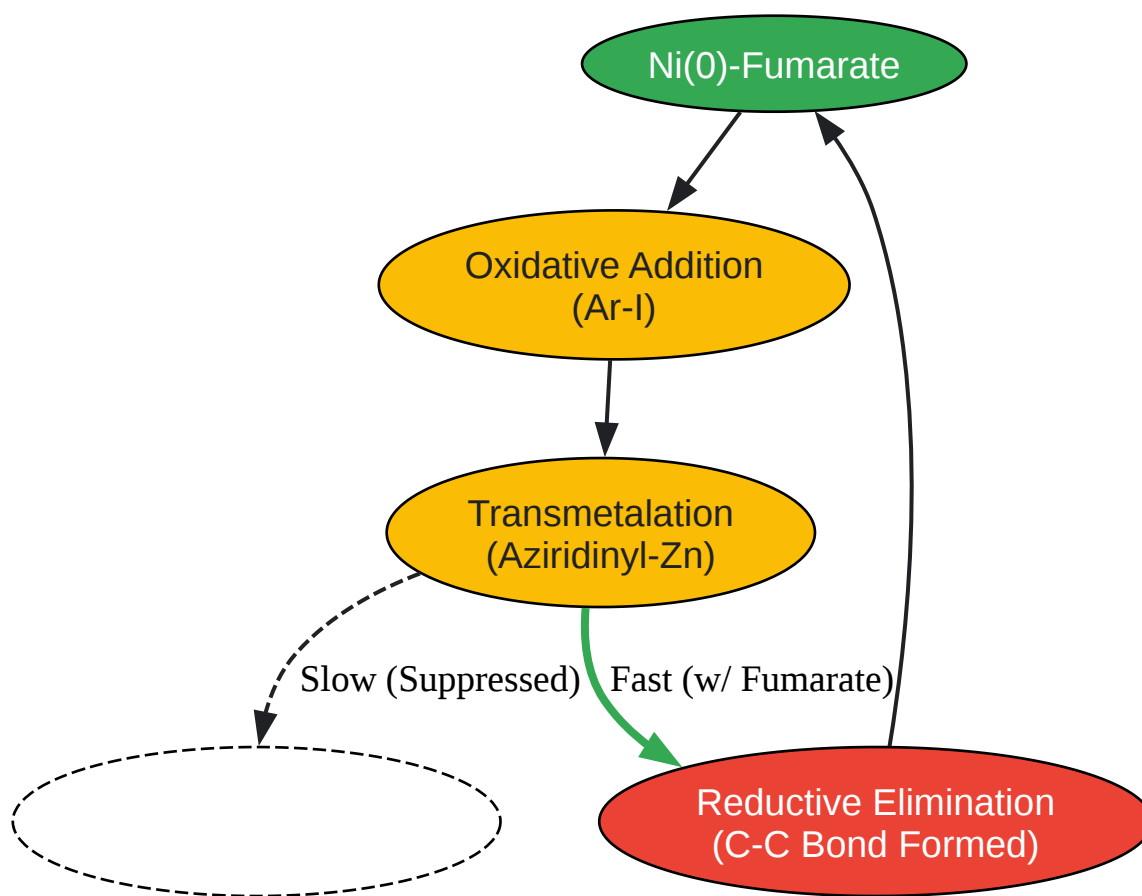 Ni(0)-Fumarate
Oxidative Addition
(Ar-I)
Transmetalation
(Aziridinyl-Zn)
Slow (Suppressed)
Fast (w/ Fumarate)
Reductive Elimination
(C-C Bond Formed)